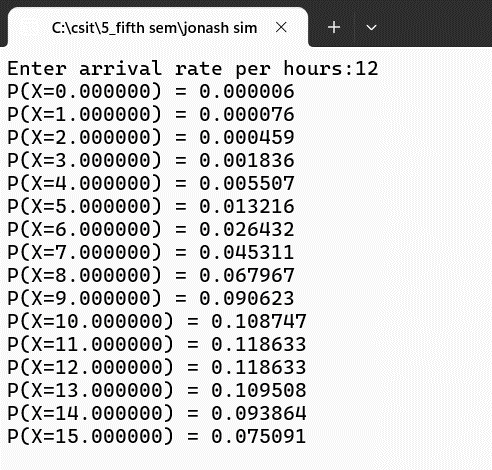 C:\csit\5_fifth sem\jonash sim
Enter arrival rate per hours:12
P(X=0.000000) = 0.000006
P(X=1.000000) = 0.000076
P(X=2.000000) = 0.000459
P(X=3.000000) = 0.001836
P(X=4.000000) = 0.005507
P(X=5.000000) = 0.013216
P(X=6.000000) = 0.026432
P(X=7.000000) = 0.045311
P(X=8.000000) = 0.067967
P(X=9.000000) = 0.090623
P(X=10.000000) = 0.108747
P(X=11.000000) = 0.118633
P(X=12.000000) = 0.118633
P(X=13.000000) = 0.109508
P(X=14.000000) = 0.093864
P(X=15.000000) = 0.075091